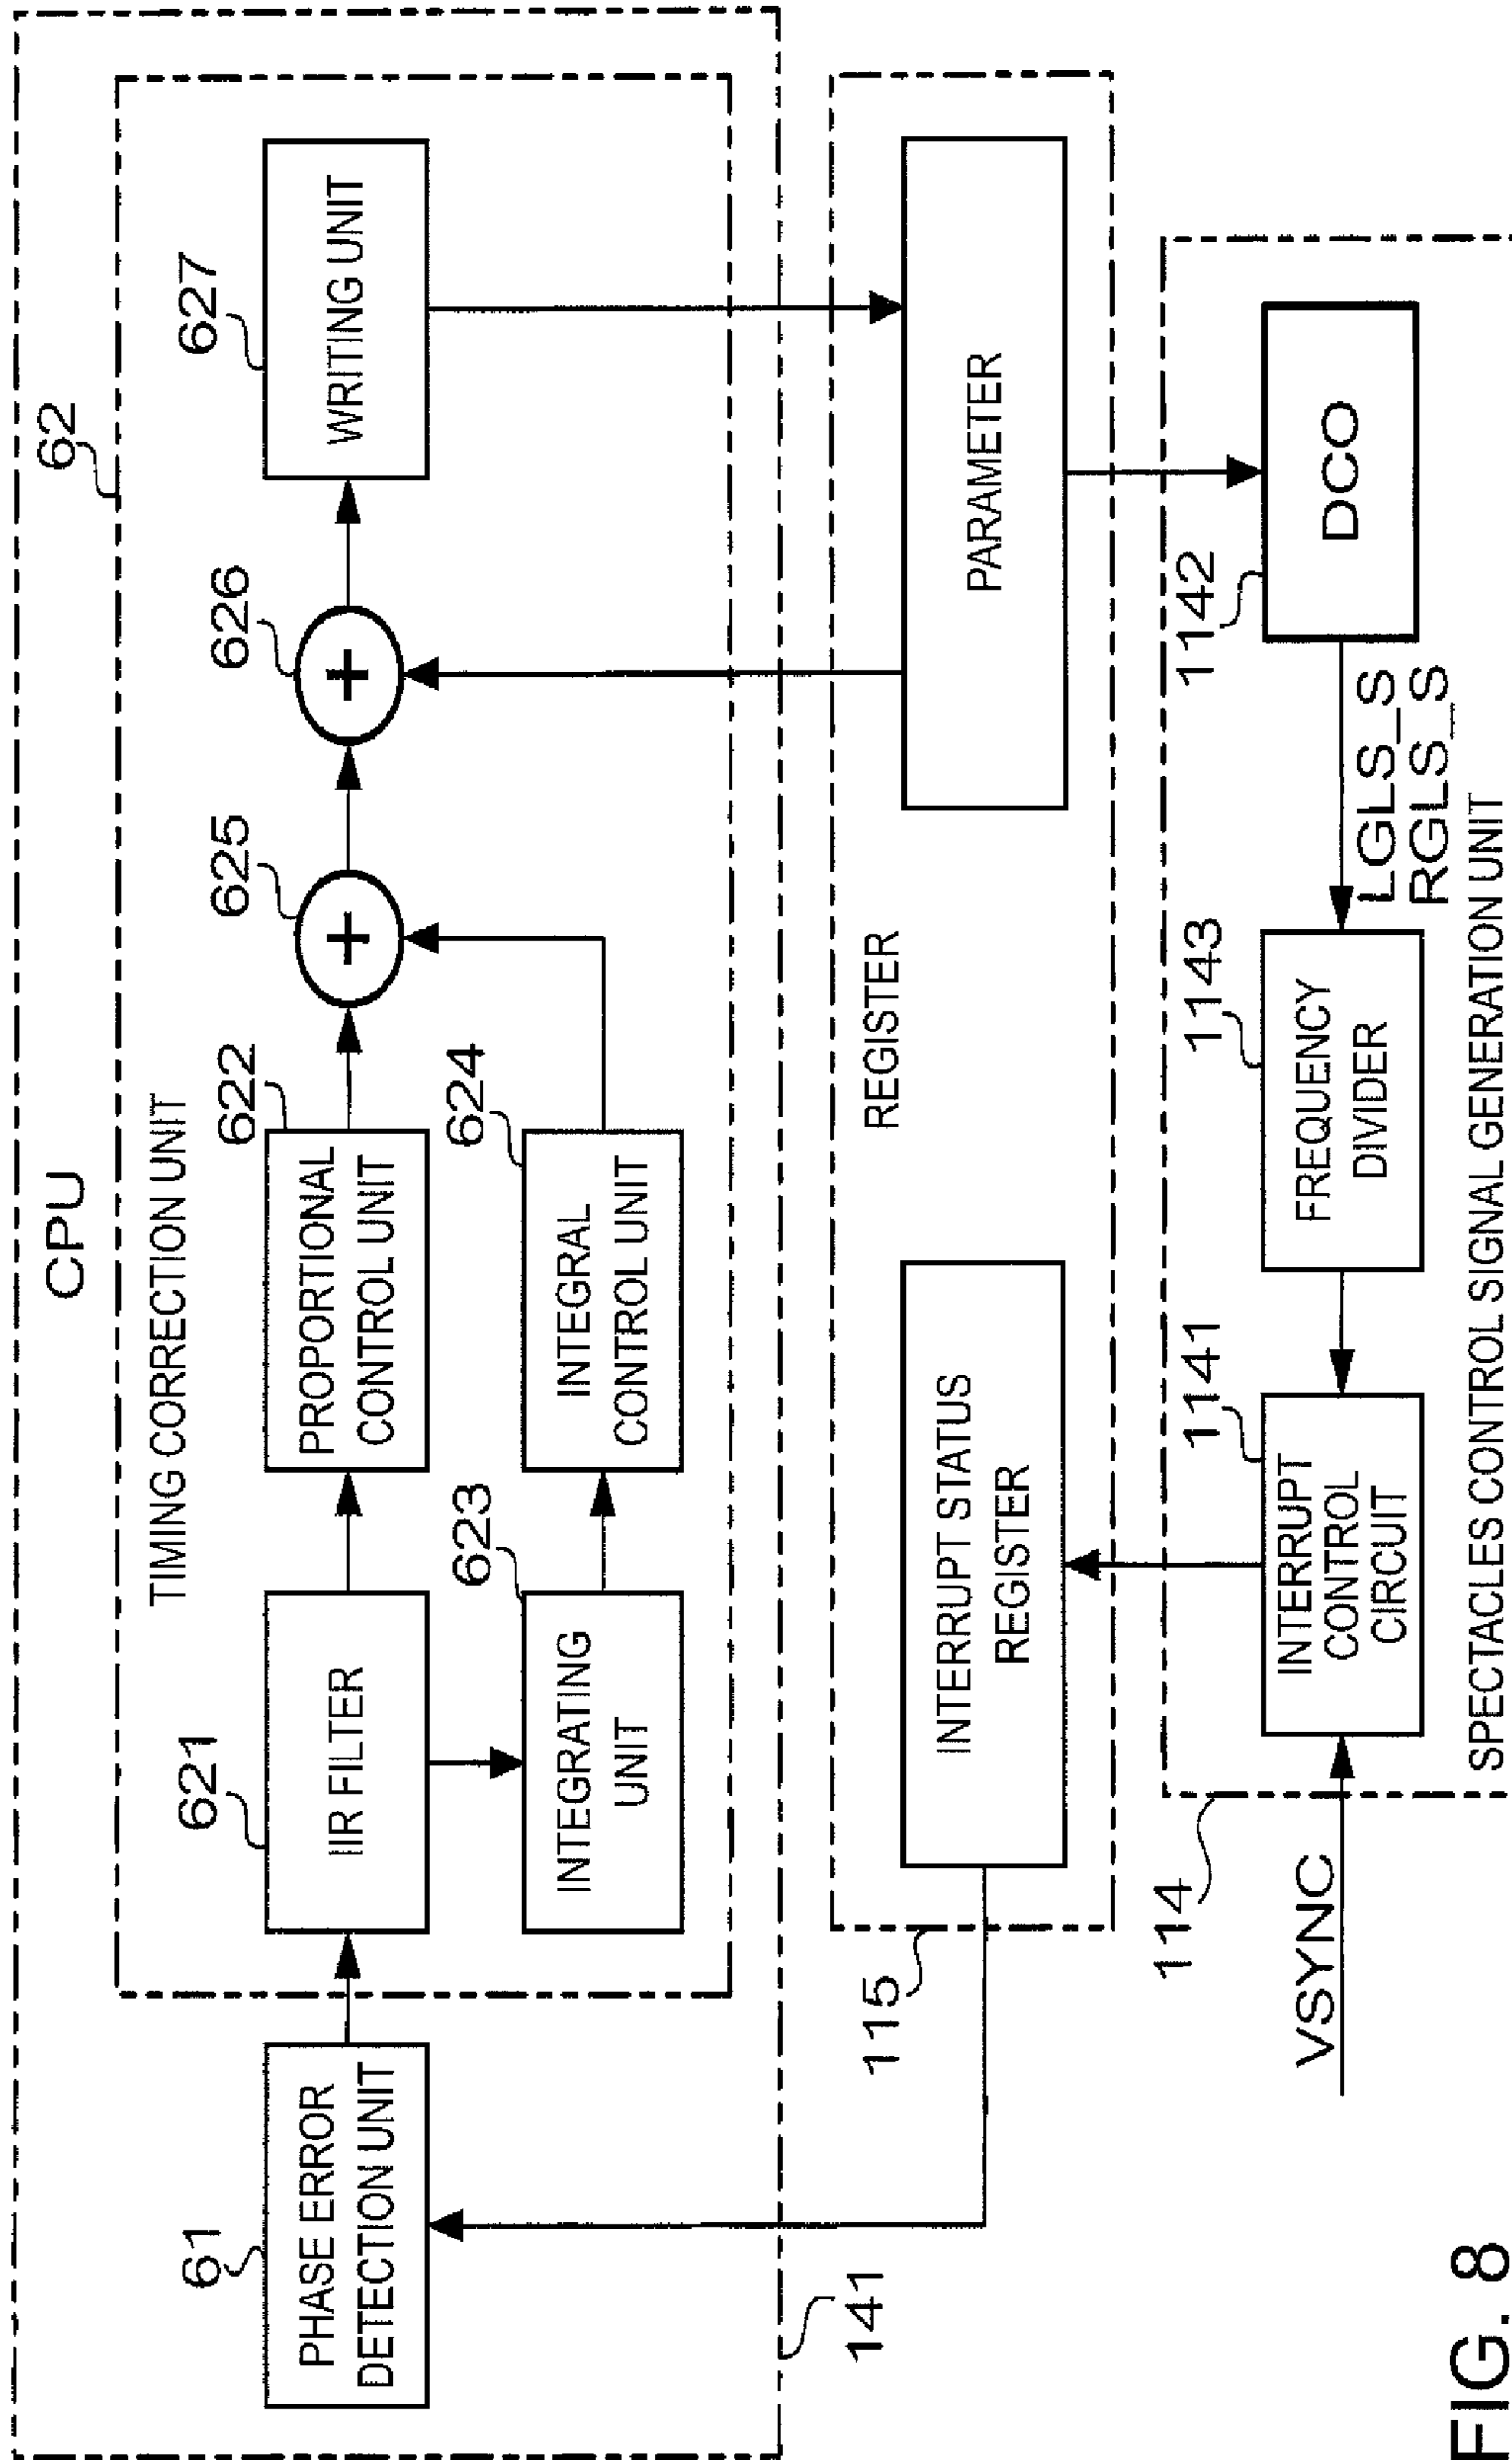 CPU
62
TIMING CORRECTION UNIT
61
PHASE ERROR
DETECTION UNIT
621
IIR FILTER
622
PROPORTIONAL
CONTROL UNIT
625
+
626
+
627
WRITING UNIT
623
INTEGRATING
UNIT
624
INTEGRAL
CONTROL UNIT
141
REGISTER
115
INTERRUPT STATUS
REGISTER
PARAMETER
114
VSYNC
1141
INTERRUPT
CONTROL
CIRCUIT
1143
FREQUENCY
DIVIDER
LGLS_S
RGLS_S
1142
DCO
SPECTACLES CONTROL SIGNAL GENERATION UNIT
FIG. 8